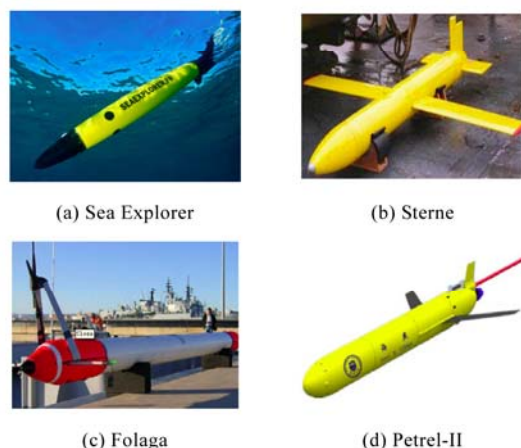 SEAEXPLORER
(a) Sea Explorer
(b) Sterne
(c) Folaga
(d) Petrel-II